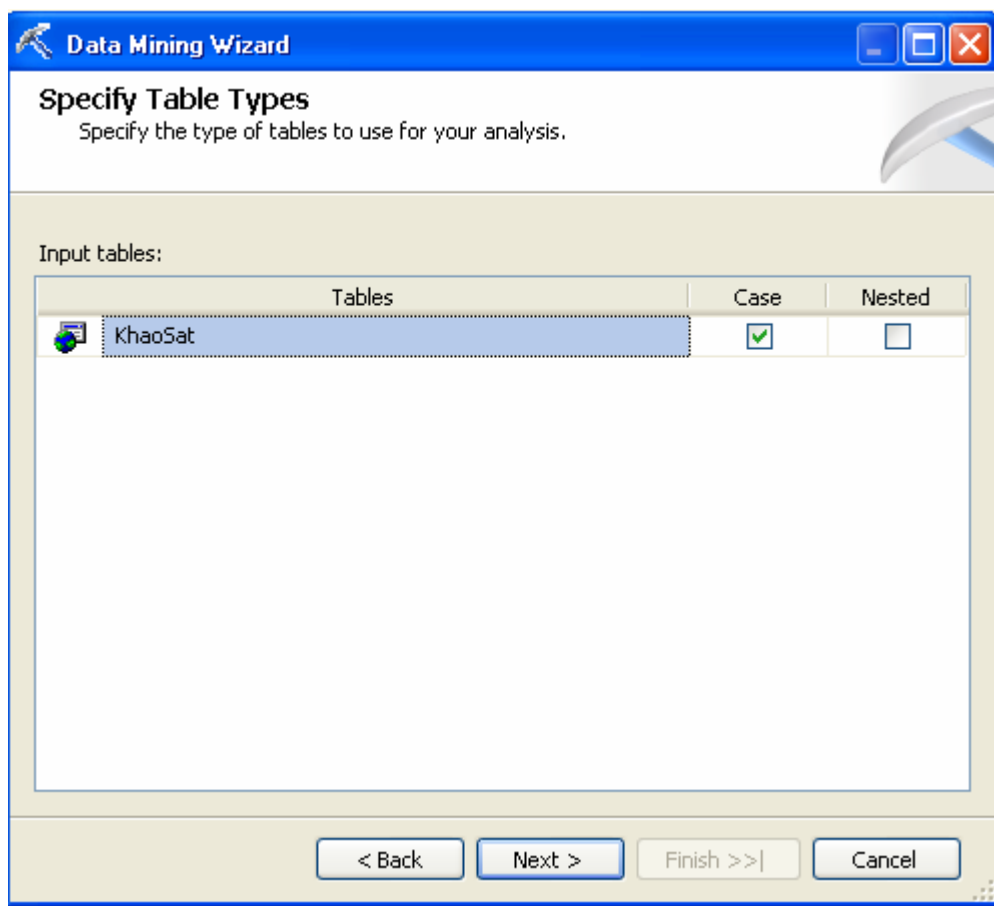 Data Mining Wizard
Specify Table Types
Specify the type of tables to use for your analysis.
Input tables:
Tables Case Nested
KhaoSat
< Back Next > Finish >>| Cancel